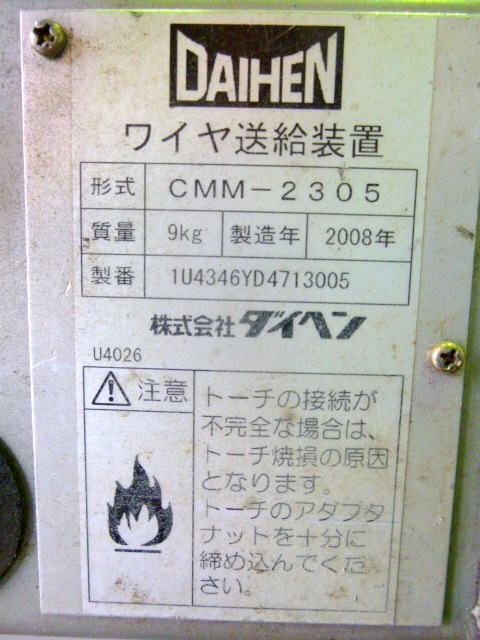 DAIHEN
ワイヤ送給装置
形式 CMM-2305
質量 9kg 製造年 2008年
製番 1U4346YD4713005
株式会社ダイヘン
U4026
注意
トーチの接続が
不完全な場合は、
トーチ焼損の原因
となります。
トーチのアダプタ
ナットを十分に
締め込んでくだ
さい。